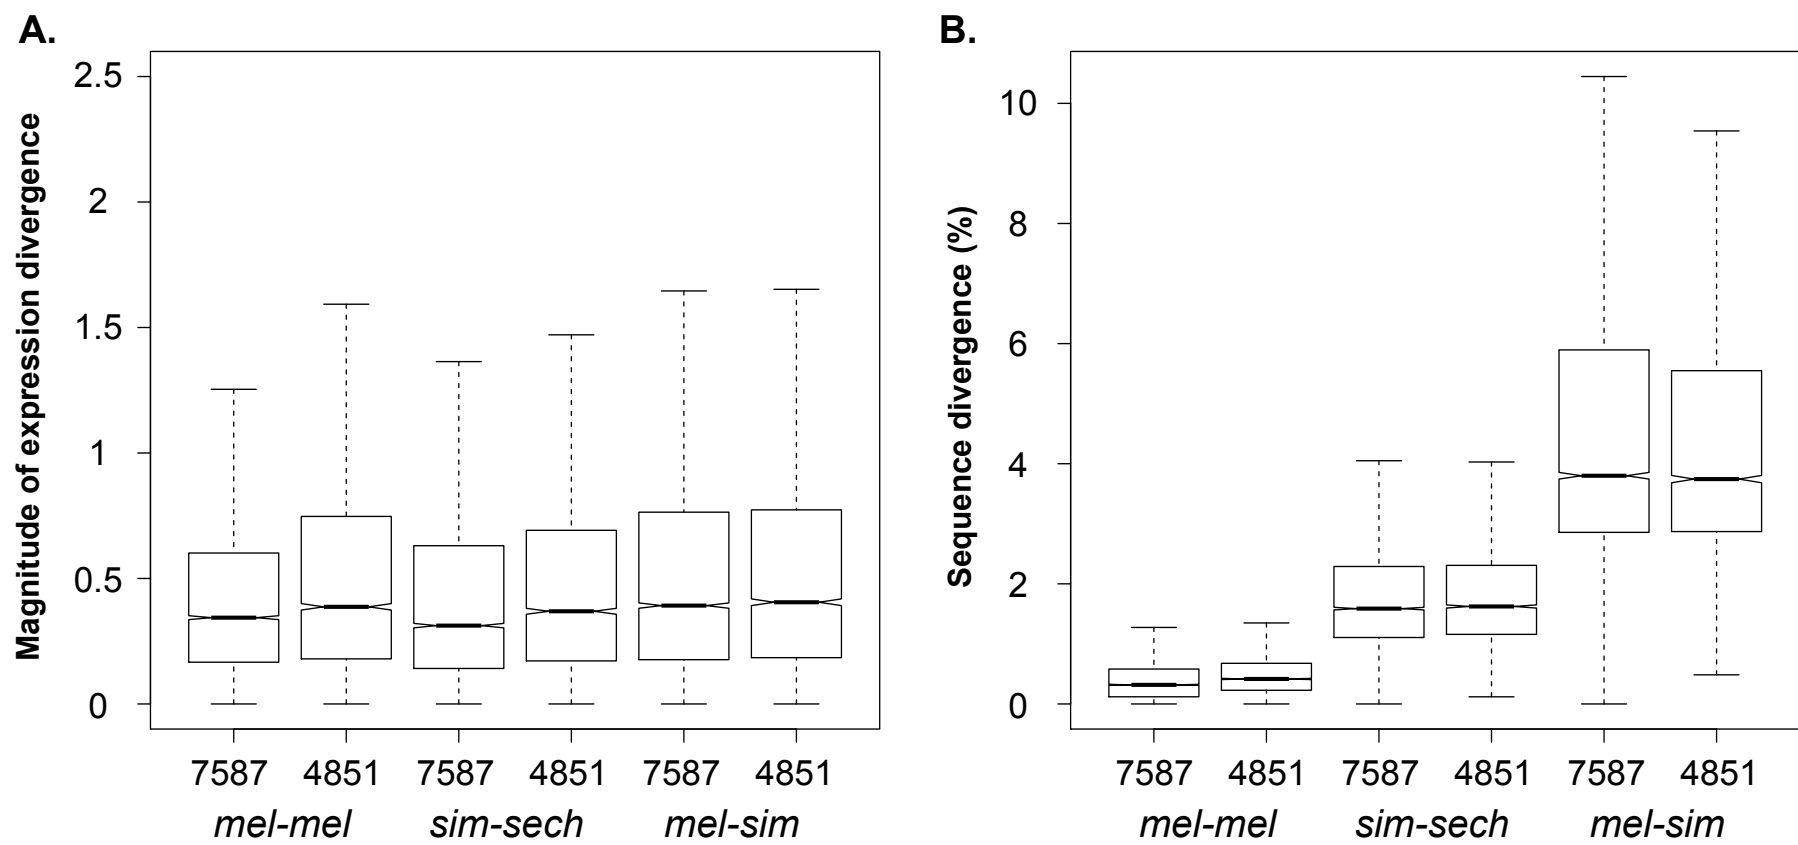 A.
Magnitude of expression divergence
2.5
2
1.5
1
0.5
0
7587 4851 7587 4851 7587 4851
mel-mel sim-sech mel-sim
B.
Sequence divergence (%)
10
8
6
4
2
0
7587 4851 7587 4851 7587 4851
mel-mel sim-sech mel-sim